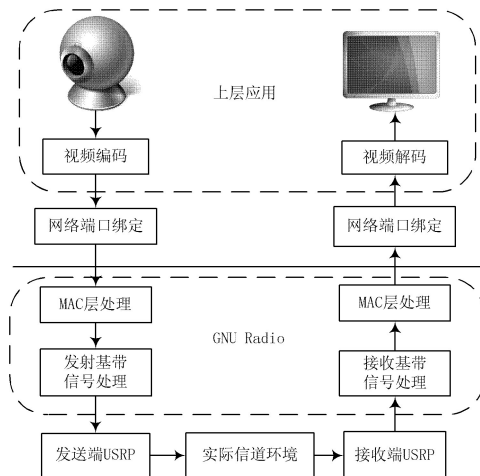 上层应用
视频编码
视频解码
网络端口绑定
网络端口绑定
MAC层处理
MAC层处理
GNU Radio
发射基带
信号处理
接收基带
信号处理
发送端USRP
实际信道环境
接收端USRP